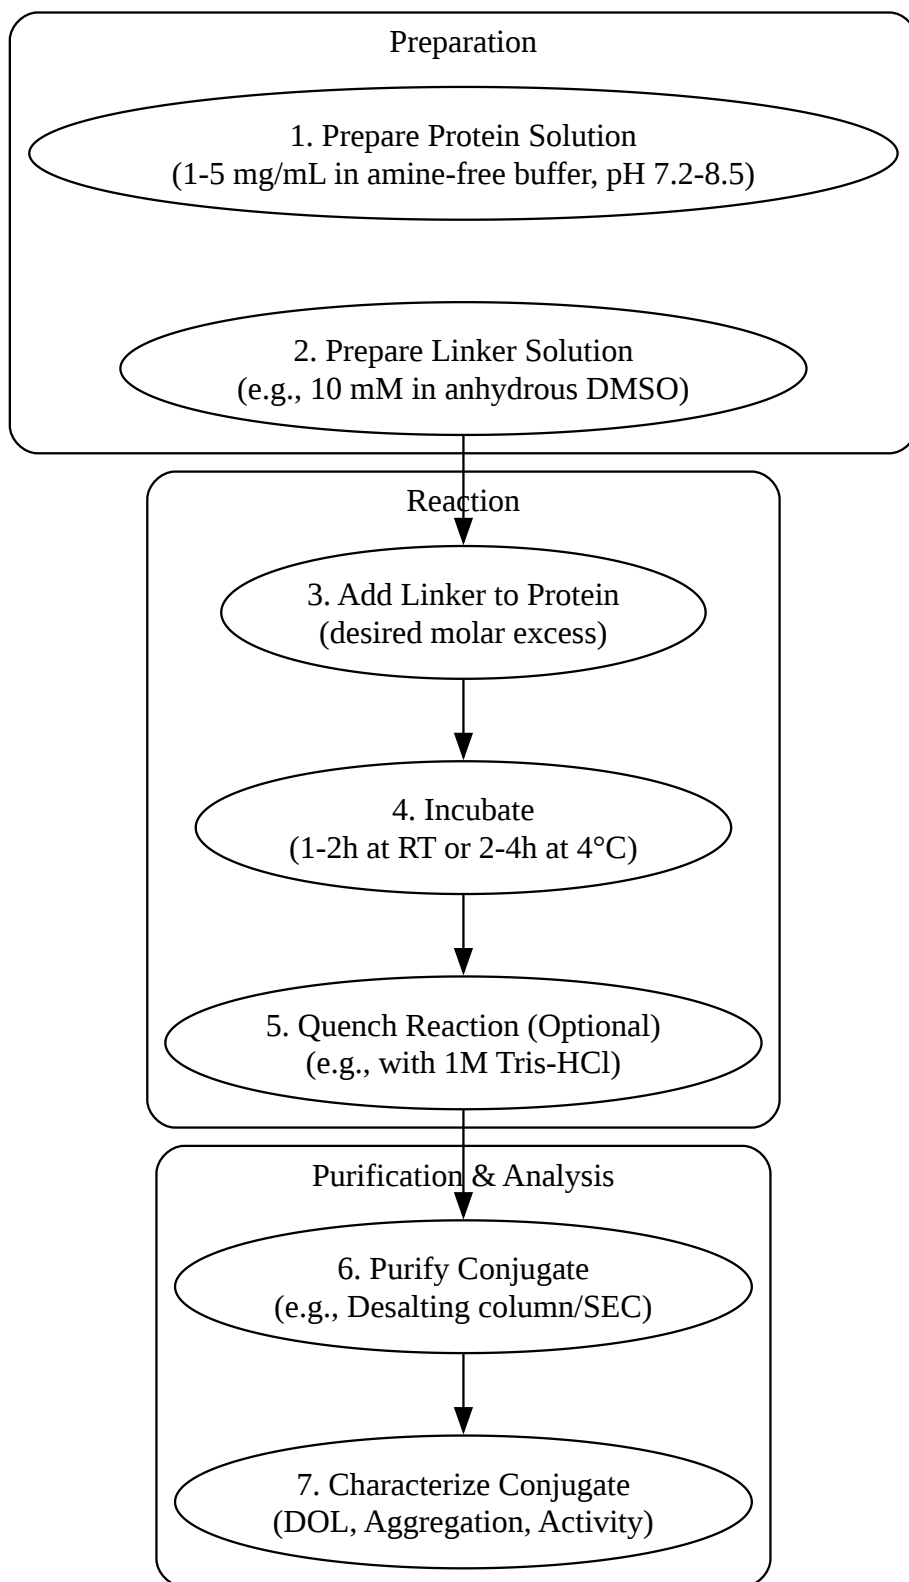 Preparation
1. Prepare Protein Solution
(1-5 mg/mL in amine-free buffer, pH 7.2-8.5)
2. Prepare Linker Solution
(e.g., 10 mM in anhydrous DMSO)
Reaction
3. Add Linker to Protein
(desired molar excess)
4. Incubate
(1-2h at RT or 2-4h at 4°C)
5. Quench Reaction (Optional)
(e.g., with 1M Tris-HCl)
Purification & Analysis
6. Purify Conjugate
(e.g., Desalting column/SEC)
7. Characterize Conjugate
(DOL, Aggregation, Activity)